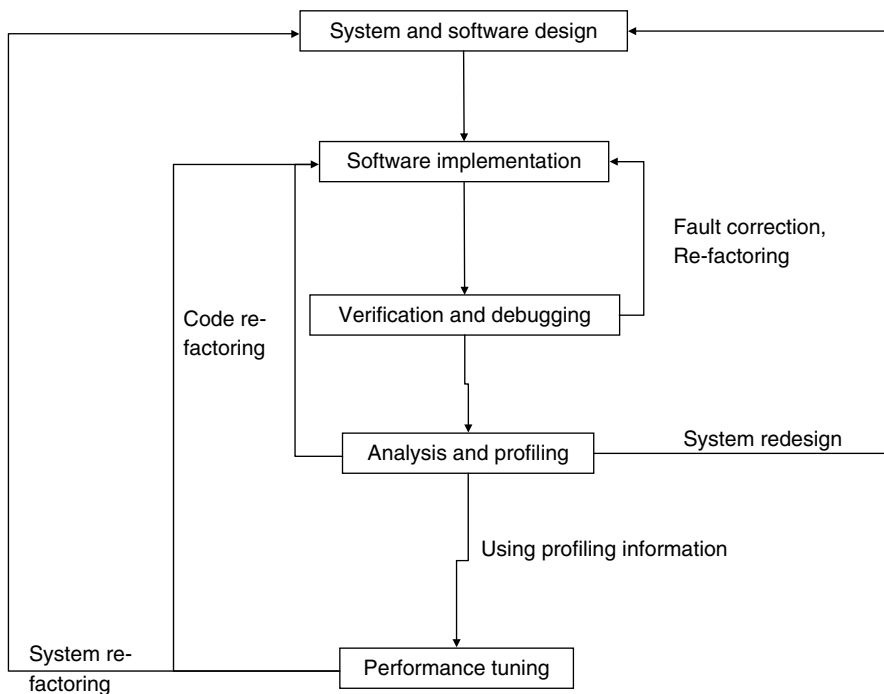 System and software design
Software implementation
Fault correction,
Re-factoring
Verification and debugging
Code re-
factoring
Analysis and profiling
System redesign
Using profiling information
System re-
factoring
Performance tuning